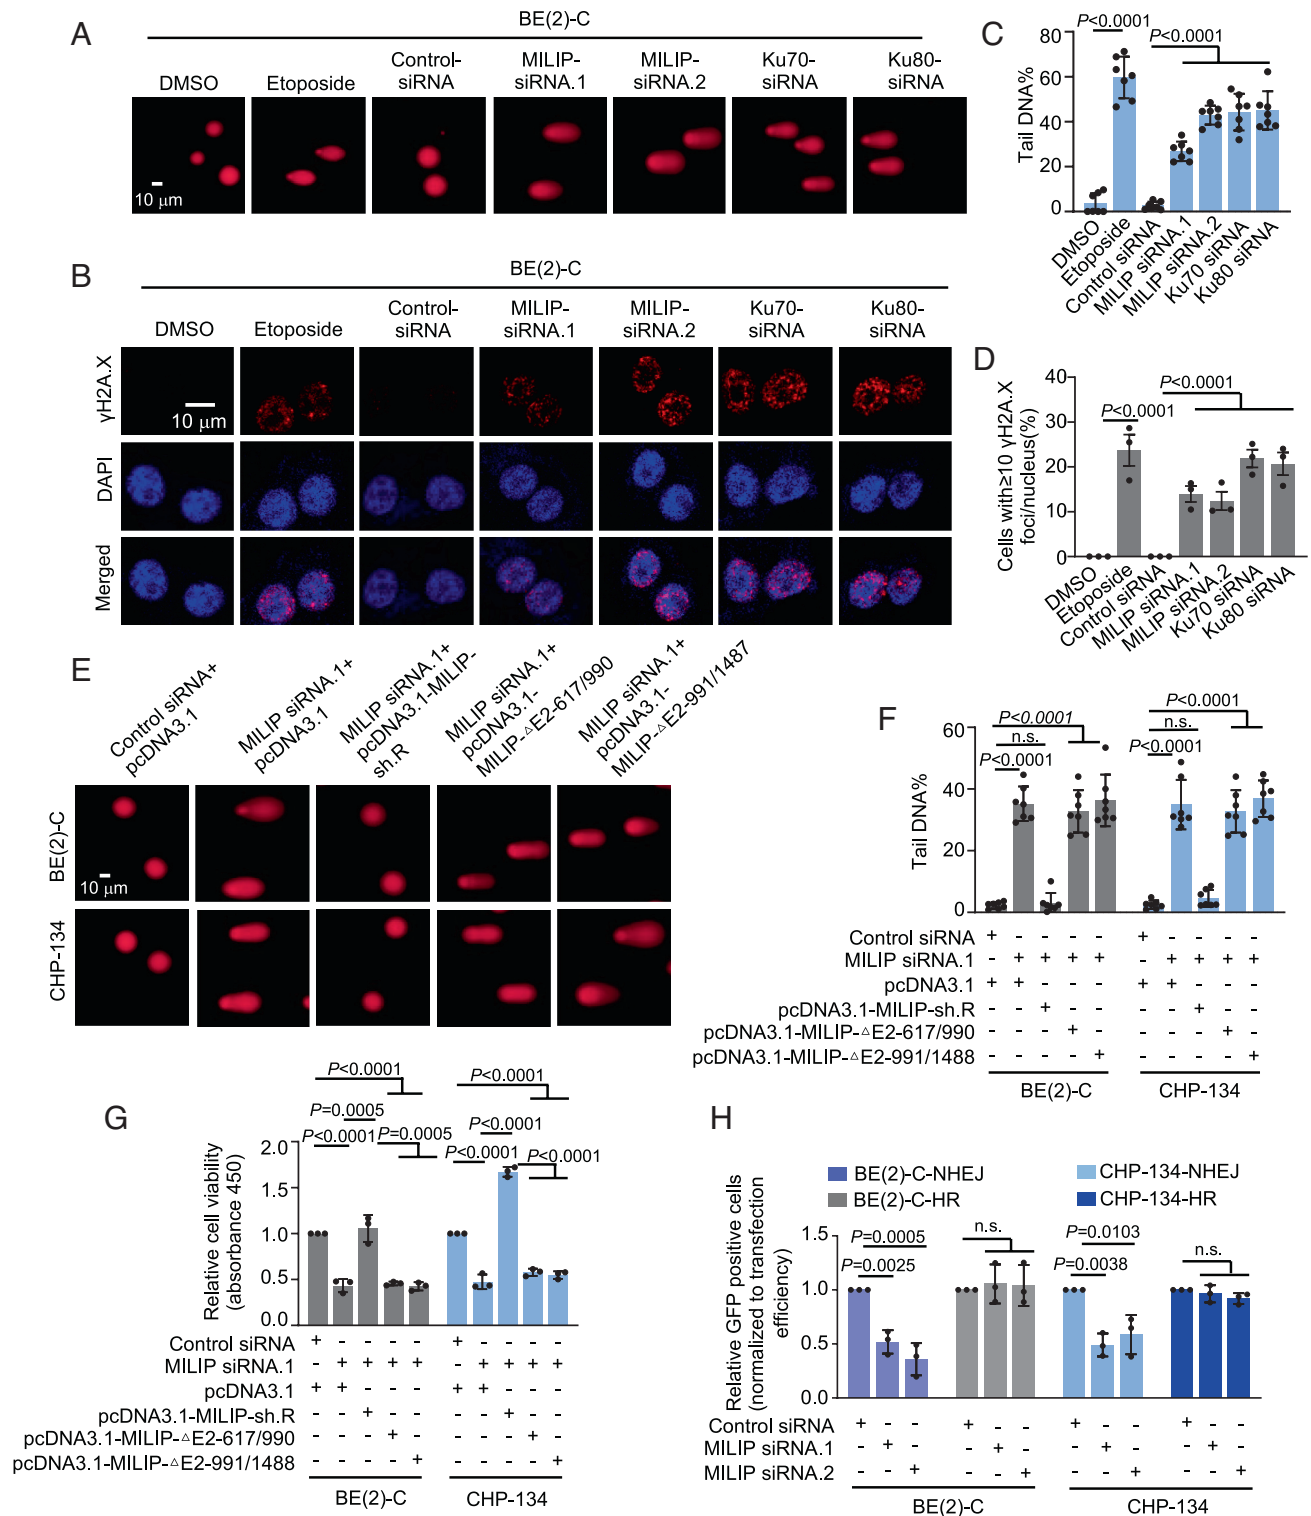 A
BE(2)-C
DMSO
Etoposide
Control-
siRNA
MILIP-
siRNA.1
MILIP-
siRNA.2
Ku70-
siRNA
Ku80-
siRNA
10 μm
C
P<0.0001
P<0.0001
Tail DNA%
80
60
40
20
0
DMSO
Etoposide
Control siRNA
MILIP siRNA.1
MILIP siRNA.2
Ku70 siRNA
Ku80 siRNA
B
BE(2)-C
DMSO
Etoposide
Control-
siRNA
MILIP-
siRNA.1
MILIP-
siRNA.2
Ku70-
siRNA
Ku80-
siRNA
γH2A.X
10 μm
DAPI
Merged
D
P<0.0001
P<0.0001
Cells with≥10 γH2A.X
foci/nucleus(%)
40
30
20
10
0
DMSO
Etoposide
Control siRNA
MILIP siRNA.1
MILIP siRNA.2
Ku70 siRNA
Ku80 siRNA
E
Control siRNA+
pcDNA3.1
MILIP siRNA.1+
pcDNA3.1
MILIP siRNA.1+
pcDNA3.1-MILIP-
sh.R
MILIP siRNA.1+
pcDNA3.1-
MILIP-△E2-617/990
MILIP siRNA.1+
pcDNA3.1-
MILIP-△E2-991/1487
BE(2)-C
10 μm
CHP-134
F
P<0.0001
n.s.
P<0.0001
P<0.0001
n.s.
P<0.0001
Tail DNA%
60
40
20
0
Control siRNA + - - - - + - - - -
MILIP siRNA.1 - + + + + - + + + +
pcDNA3.1 + + - - - + + - - -
pcDNA3.1-MILIP-sh.R - - + - - - - + - -
pcDNA3.1-MILIP-△E2-617/990 - - - + - - - - + -
pcDNA3.1-MILIP-△E2-991/1488 - - - - + - - - - +
BE(2)-C
CHP-134
G
P<0.0001
P=0.0005
P<0.0001
P=0.0005
P<0.0001
P<0.0001
P<0.0001
P<0.0001
Relative cell viability
(absorbance 450)
2.0
1.0
0.5
0.0
Control siRNA + - - - - + - - - -
MILIP siRNA.1 - + + + + - + + + +
pcDNA3.1 + + - - - + + - - -
pcDNA3.1-MILIP-sh.R - - + - - - - + - -
pcDNA3.1-MILIP-△E2-617/990 - - - + - - - - + -
pcDNA3.1-MILIP-△E2-991/1488 - - - - + - - - - +
BE(2)-C
CHP-134
H
BE(2)-C-NHEJ
BE(2)-C-HR
CHP-134-NHEJ
CHP-134-HR
P=0.0005
P=0.0025
n.s.
P=0.0103
P=0.0038
n.s.
Relative GFP positive cells
(normalized to transfection
efficiency)
1.5
1.0
0.5
0.0
Control siRNA + - - + - - + - - + - -
MILIP siRNA.1 - + - - + - - + - - + -
MILIP siRNA.2 - - + - - + - - + - - +
BE(2)-C
CHP-134